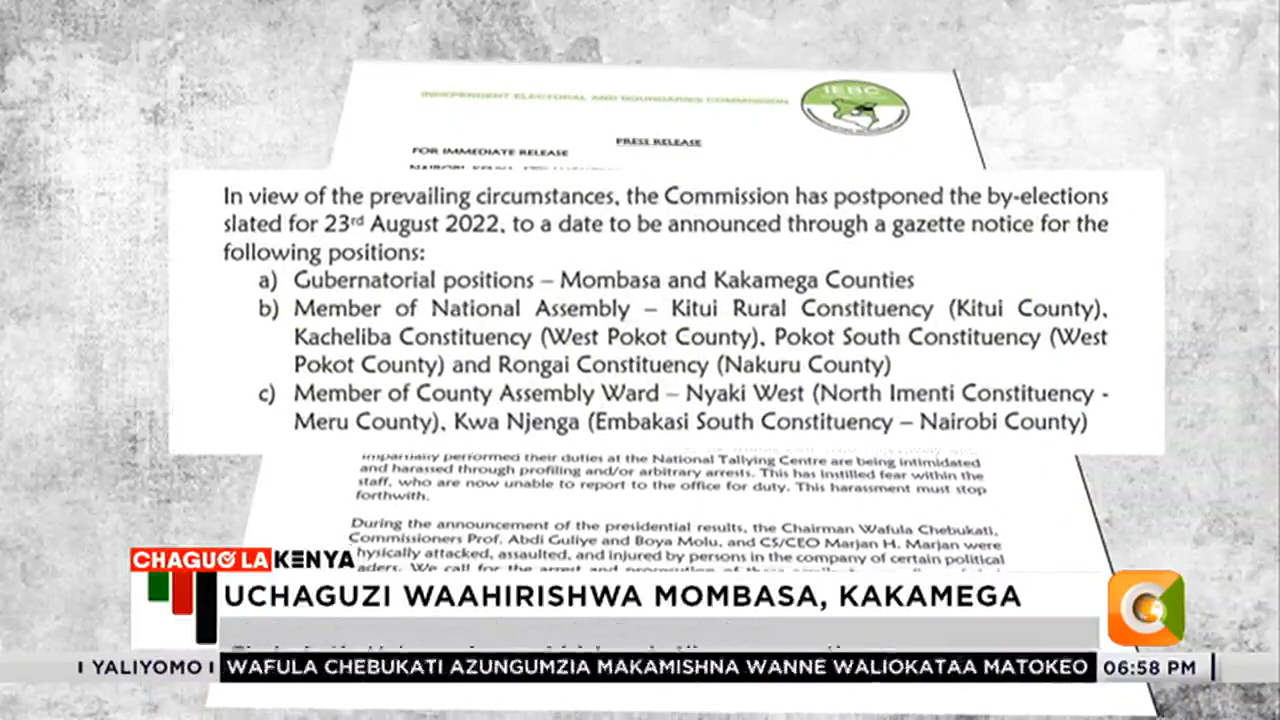 INDEPENDENT ELECTORAL AND BOUNDARIES COMMISSION
IEBC
PRESS RELEASE
FOR IMMEDIATE RELEASE
In view of the prevailing circumstances, the Commission has postponed the by-elections
slated for 23rd August 2022, to a date to be announced through a gazette notice for the
following positions:
a) Gubernatorial positions – Mombasa and Kakamega Counties
b) Member of National Assembly – Kitui Rural Constituency (Kitui County),
Kacheliba Constituency (West Pokot County), Pokot South Constituency (West
Pokot County) and Rongai Constituency (Nakuru County)
c) Member of County Assembly Ward – Nyaki West (North Imenti Constituency -
Meru County), Kwa Njenga (Embakasi South Constituency – Nairobi County)
impartially performed their duties at the National Tallying Centre are being intimidated
and harassed through profiling and/or arbitrary arrests. This has instilled fear within the
staff, who are now unable to report to the office for duty. This harassment must stop
forthwith.
During the announcement of the presidential results, the Chairman Wafula Chebukati,
Commissioners Prof. Abdi Guliye and Boya Molu, and CS/CEO Marjan H. Marjan were
hysically attacked, assaulted, and injured by persons in the company of certain political
aders. We call for the arrest and
CHAGUO LA KENYA
UCHAGUZI WAAHIRISHWA MOMBASA, KAKAMEGA
YALIYOMO
WAFULA CHEBUKATI AZUNGUMZIA MAKAMISHNA WANNE WALIOKATAA MATOKEO
06:58 PM